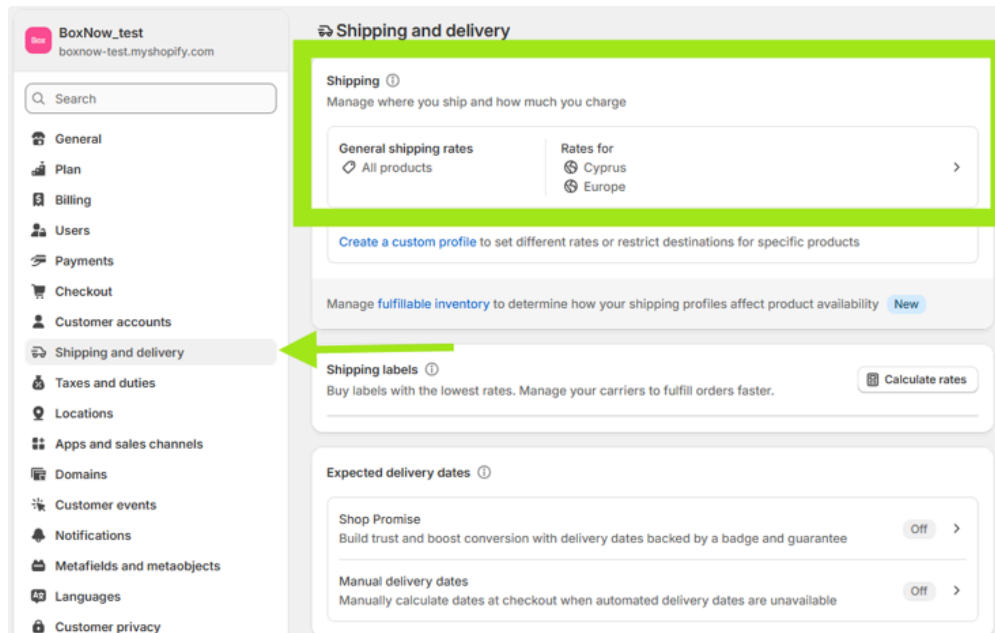 Box
BoxNow_test
boxnow-test.myshopify.com
Search
General
Plan
Billing
Users
Payments
Checkout
Customer accounts
Shipping and delivery
Taxes and duties
Locations
Apps and sales channels
Domains
Customer events
Notifications
Metafields and metaobjects
Languages
Customer privacy
Shipping and delivery
Shipping
Manage where you ship and how much you charge
General shipping rates
All products
Rates for
Cyprus
Europe
Create a custom profile to set different rates or restrict destinations for specific products
Manage fulfillable inventory to determine how your shipping profiles affect product availability New
Shipping labels
Buy labels with the lowest rates. Manage your carriers to fulfill orders faster.
Calculate rates
Expected delivery dates
Shop Promise
Build trust and boost conversion with delivery dates backed by a badge and guarantee
Off
Manual delivery dates
Manually calculate dates at checkout when automated delivery dates are unavailable
Off